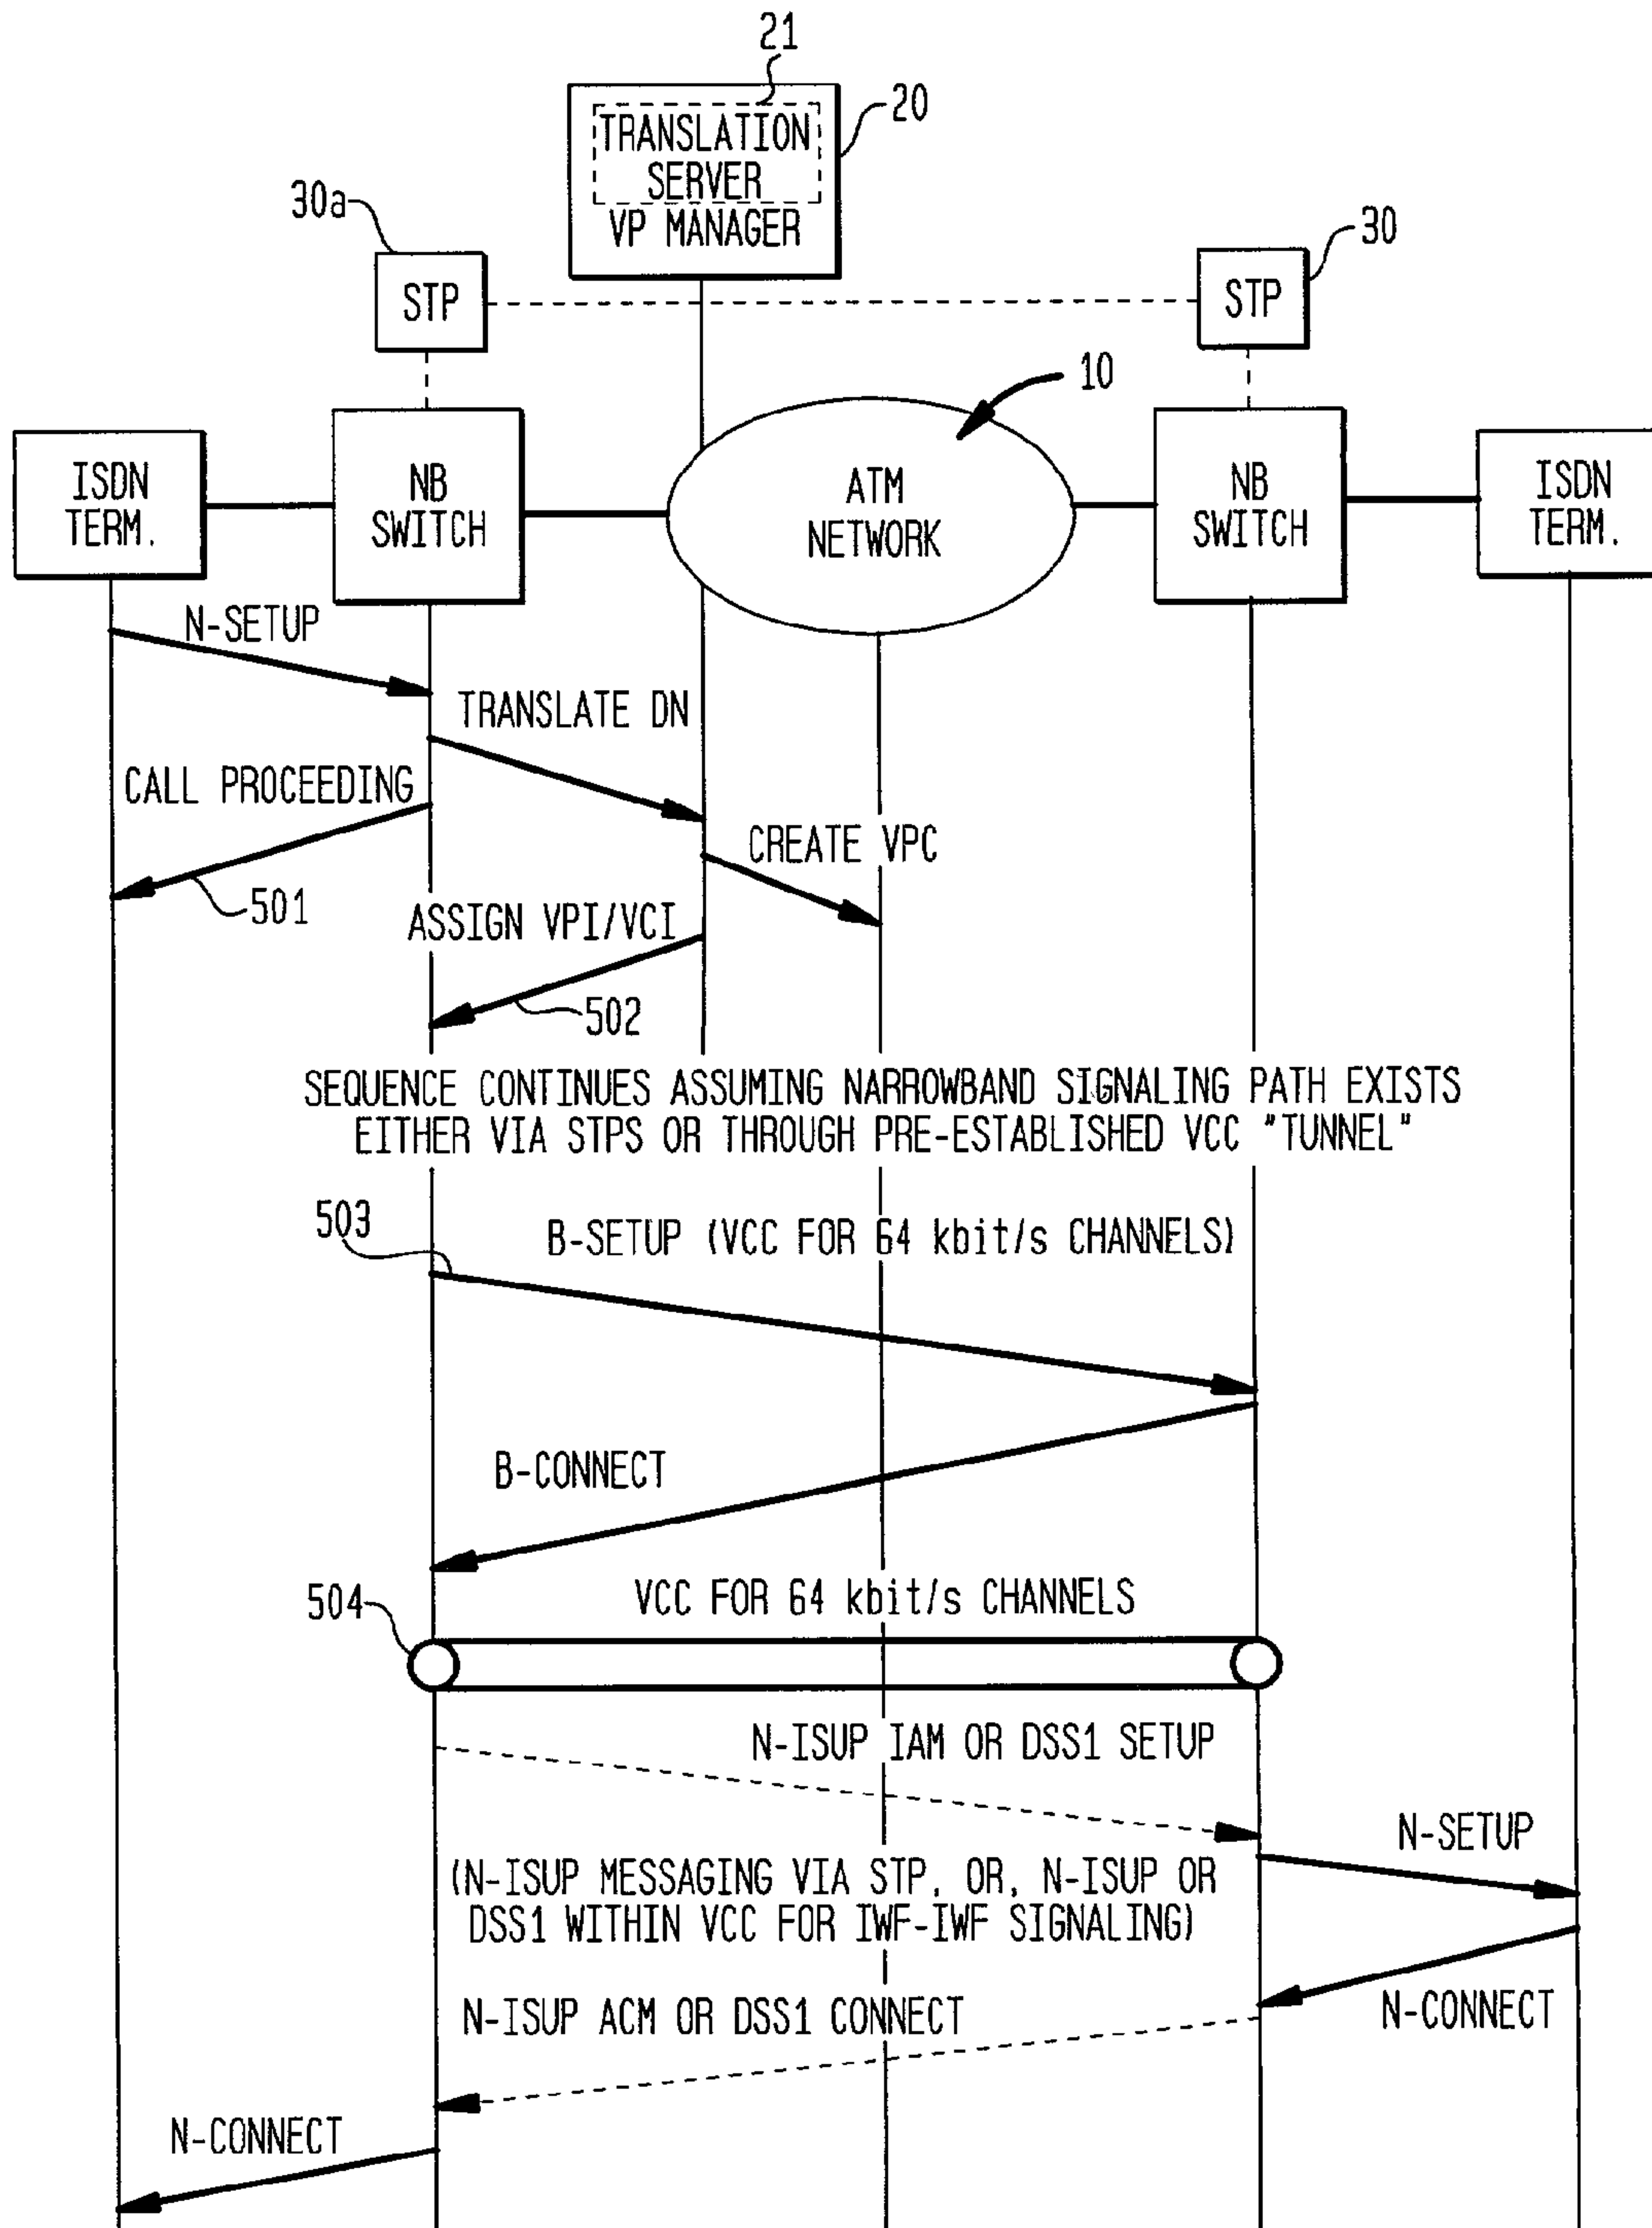 21
20
TRANSLATION
SERVER
VP MANAGER
30a
STP
30
STP
10
ISDN
TERM.
NB
SWITCH
ATM
NETWORK
NB
SWITCH
ISDN
TERM.
N-SETUP
TRANSLATE DN
CALL PROCEEDING
CREATE VPC
501
ASSIGN VPI/VCI
502
SEQUENCE CONTINUES ASSUMING NARROWBAND SIGNALING PATH EXISTS
EITHER VIA STPS OR THROUGH PRE-ESTABLISHED VCC "TUNNEL"
503
B-SETUP (VCC FOR 64 kbit/s CHANNELS)
B-CONNECT
504
VCC FOR 64 kbit/s CHANNELS
N-ISUP IAM OR DSS1 SETUP
N-SETUP
(N-ISUP MESSAGING VIA STP, OR, N-ISUP OR
DSS1 WITHIN VCC FOR IWF-IWF SIGNALING)
N-ISUP ACM OR DSS1 CONNECT
N-CONNECT
N-CONNECT